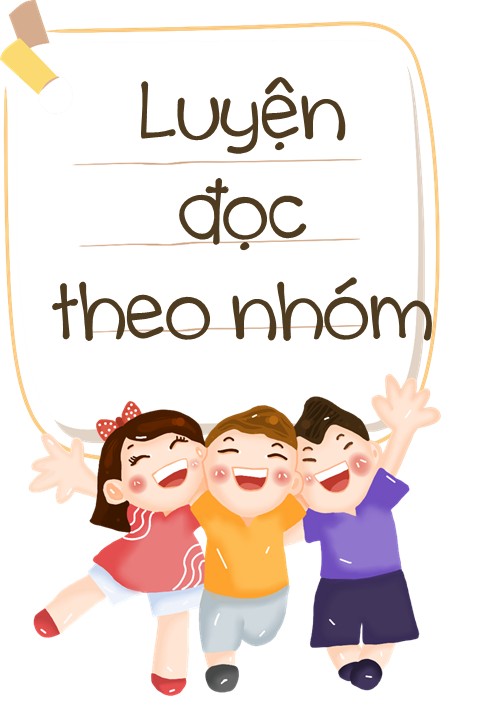 Luyện
đọc
theo nhóm